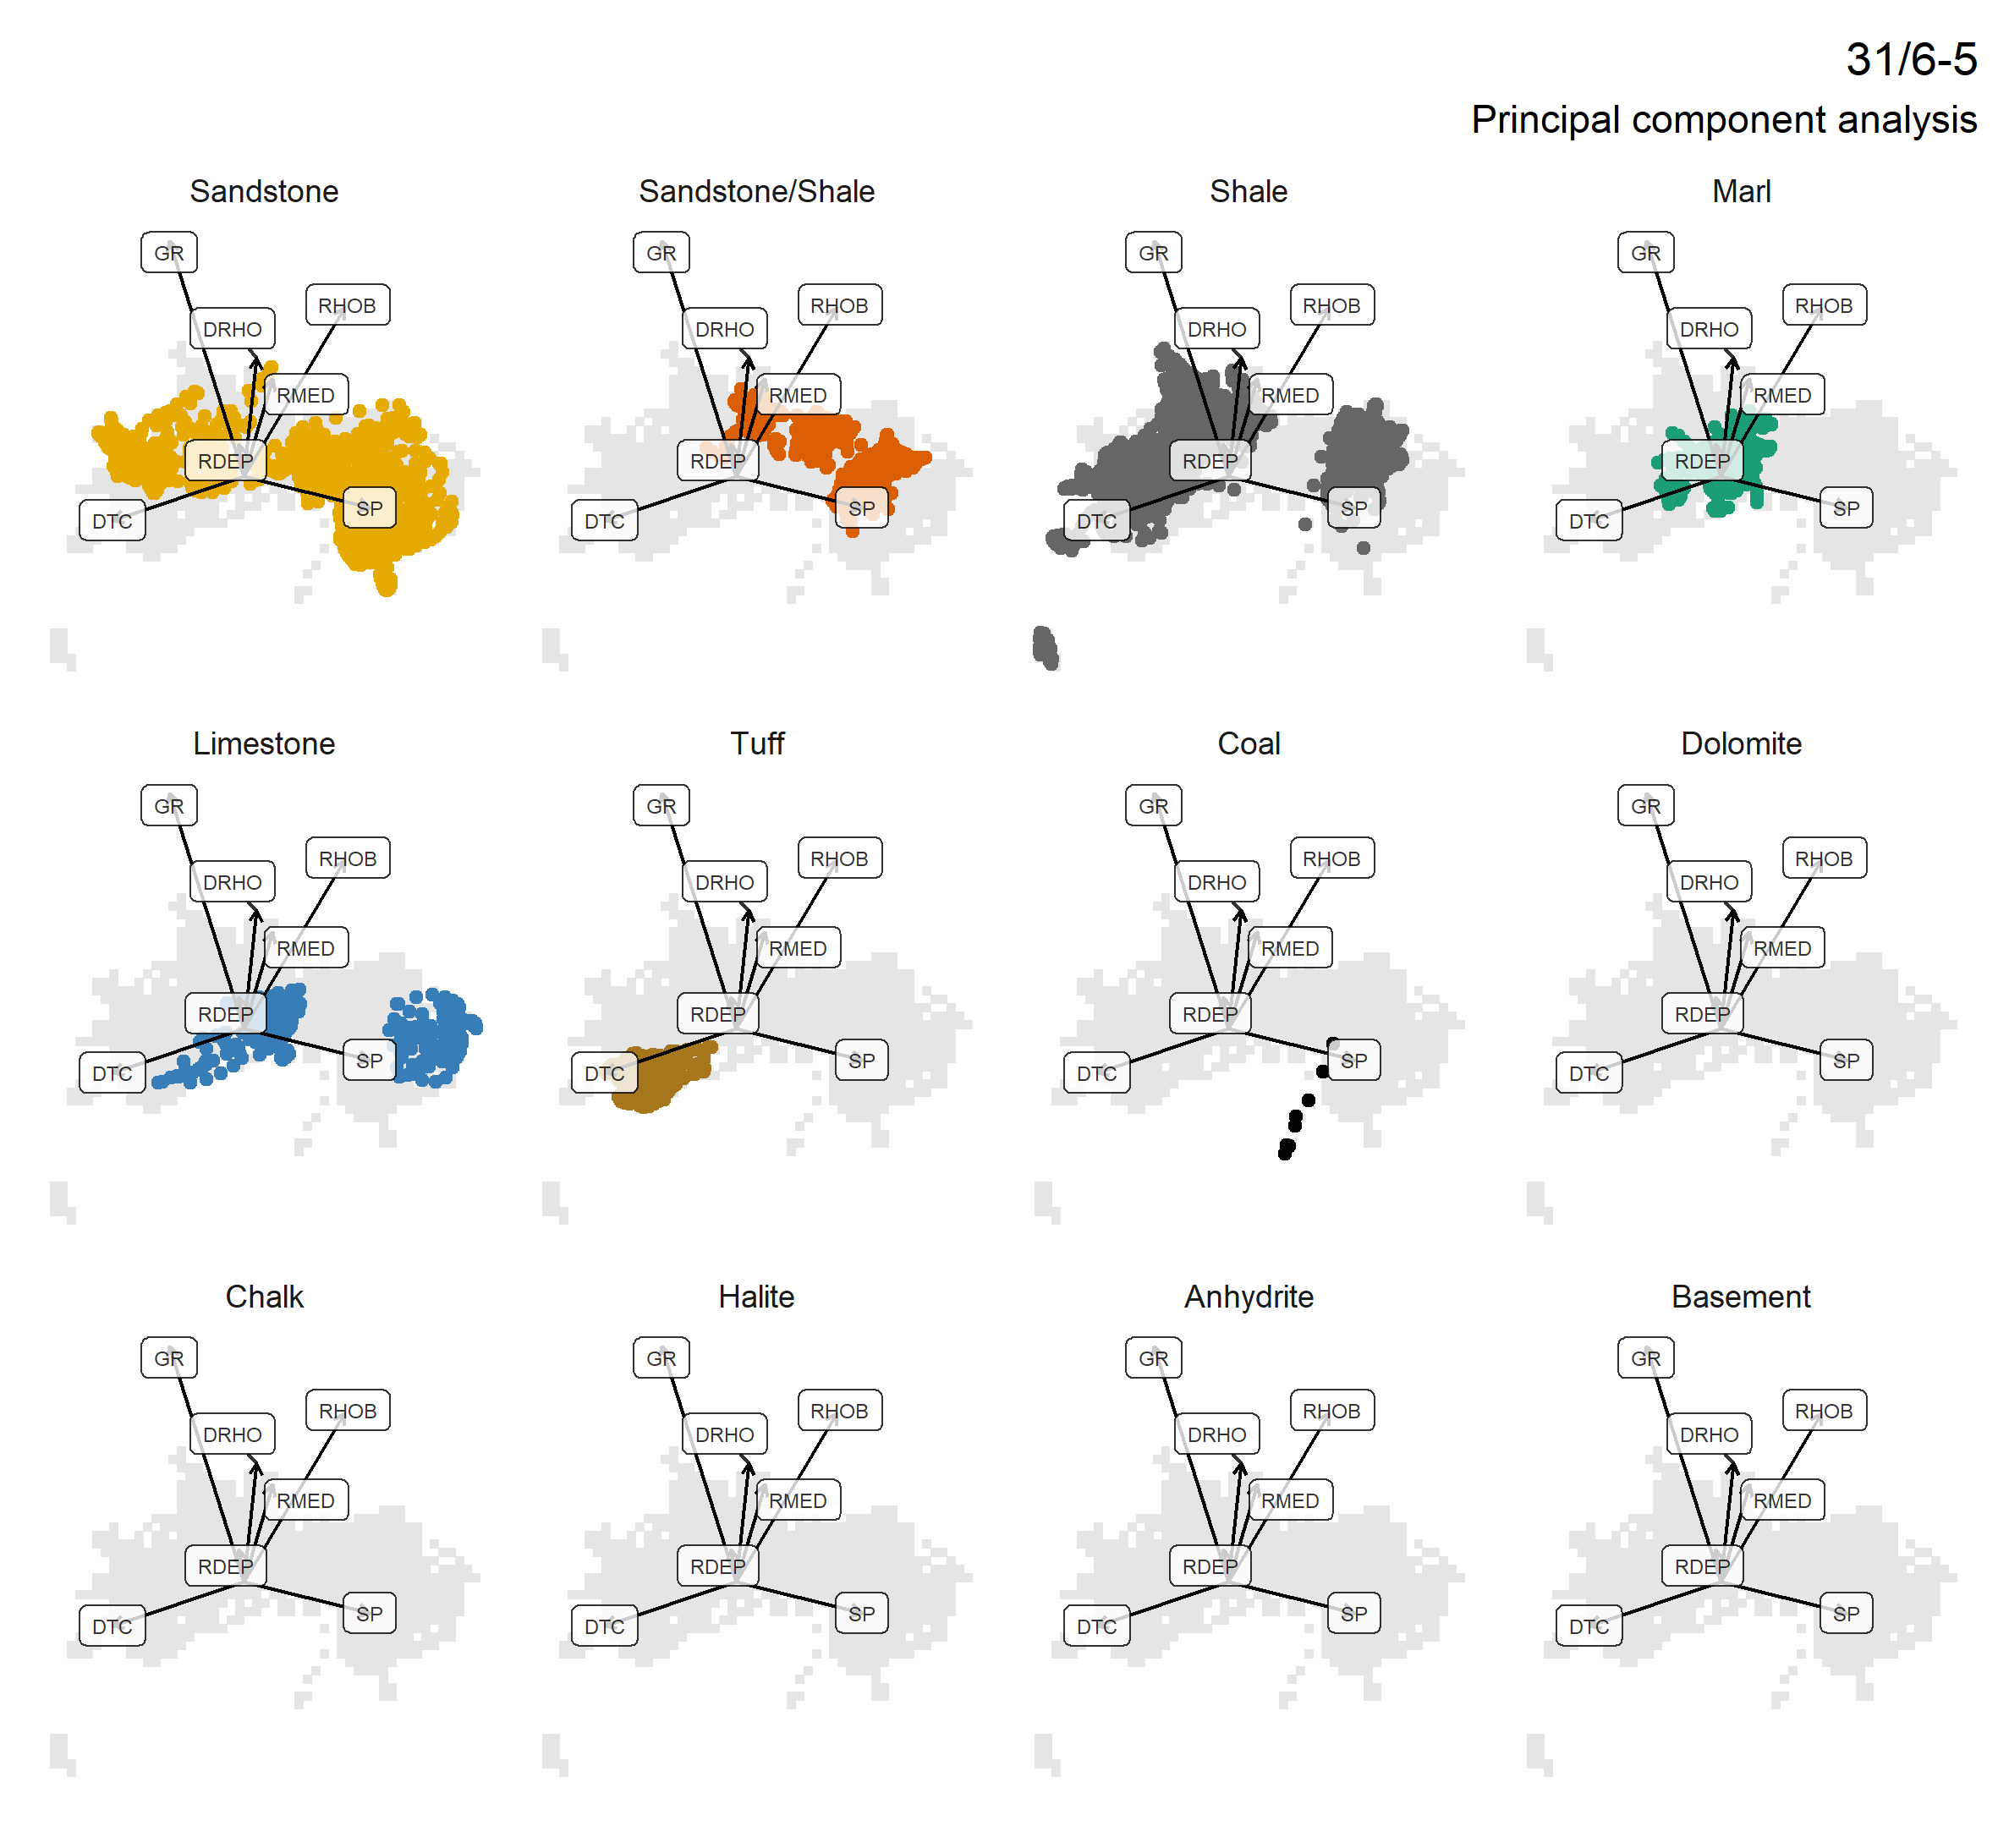 31/6-5
Principal component analysis
Sandstone
GR
RHOB
DRHO
RMED
RDEP
SP
DTC
Sandstone/Shale
GR
RHOB
DRHO
RMED
RDEP
SP
DTC
Shale
GR
RHOB
DRHO
RMED
RDEP
SP
DTC
Marl
GR
RHOB
DRHO
RMED
RDEP
SP
DTC
Limestone
GR
RHOB
DRHO
RMED
RDEP
SP
DTC
Tuff
GR
RHOB
DRHO
RMED
RDEP
SP
DTC
Coal
GR
RHOB
DRHO
RMED
RDEP
SP
DTC
Dolomite
GR
RHOB
DRHO
RMED
RDEP
SP
DTC
Chalk
GR
RHOB
DRHO
RMED
RDEP
SP
DTC
Halite
GR
RHOB
DRHO
RMED
RDEP
SP
DTC
Anhydrite
GR
RHOB
DRHO
RMED
RDEP
SP
DTC
Basement
GR
RHOB
DRHO
RMED
RDEP
SP
DTC